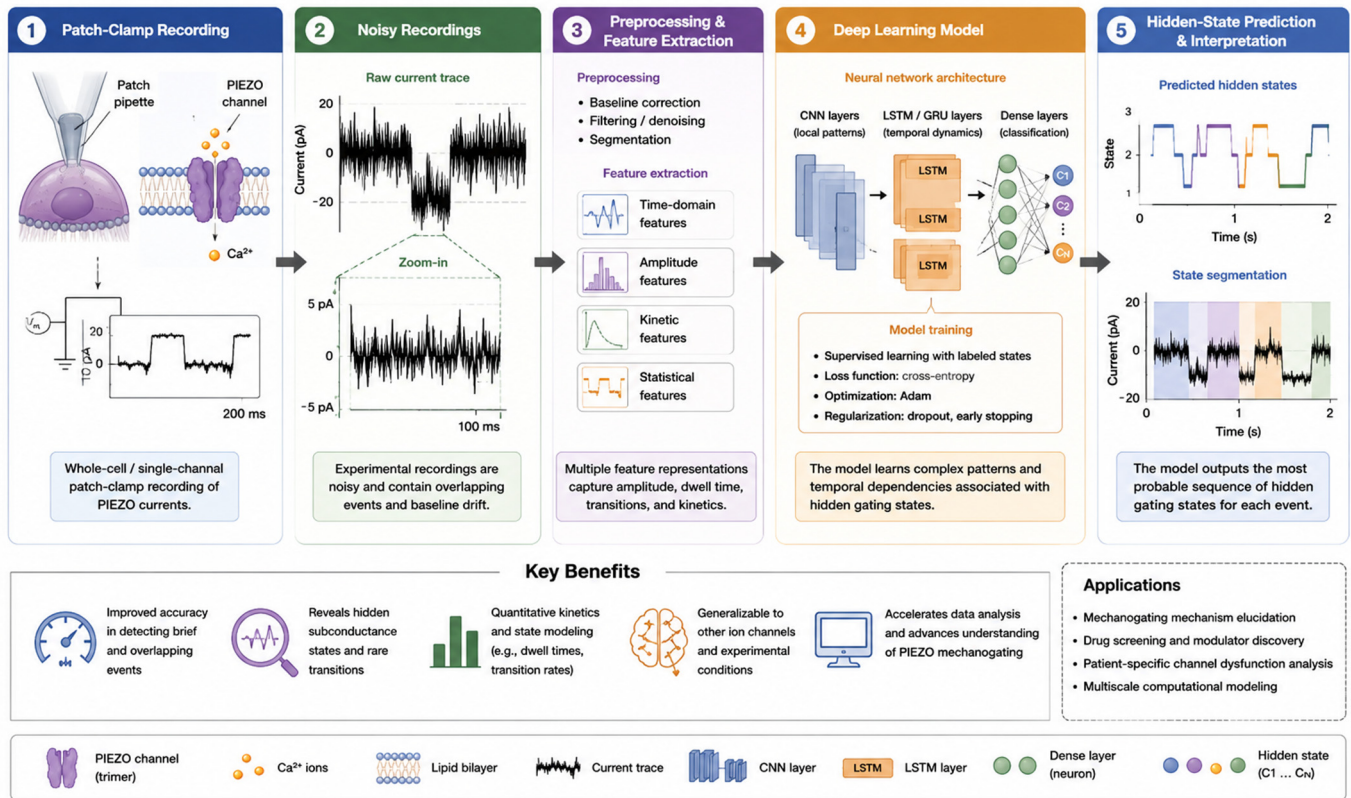 1 Patch-Clamp Recording
Patch
pipette
PIEZO
channel
Ca²⁺
Vm
20
0
200 ms
Whole-cell / single-channel
patch-clamp recording of
PIEZO currents.
2 Noisy Recordings
Raw current trace
Current (pA)
20
0
-20
Zoom-in
5 pA
0
-5 pA
100 ms
Experimental recordings are
noisy and contain overlapping
events and baseline drift.
3 Preprocessing &
Feature Extraction
Preprocessing
• Baseline correction
• Filtering / denoising
• Segmentation
Feature extraction
Time-domain
features
Amplitude
features
Kinetic
features
Statistical
features
Multiple feature representations
capture amplitude, dwell time,
transitions, and kinetics.
4 Deep Learning Model
Neural network architecture
CNN layers
(local patterns)
LSTM / GRU layers
(temporal dynamics)
Dense layers
(classification)
LSTM
LSTM
LSTM
C1
C2
⋮
CN
Model training
• Supervised learning with labeled states
• Loss function: cross-entropy
• Optimization: Adam
• Regularization: dropout, early stopping
The model learns complex patterns and
temporal dependencies associated with
hidden gating states.
5 Hidden-State Prediction
& Interpretation
Predicted hidden states
State
3
2
1
0
1
2
Time (s)
State segmentation
Current (pA)
20
0
-20
0
1
2
Time (s)
The model outputs the most
probable sequence of hidden
gating states for each event.
Key Benefits
Improved accuracy
in detecting brief
and overlapping
events
Reveals hidden
subconductance
states and rare
transitions
Quantitative kinetics
and state modeling
(e.g., dwell times,
transition rates)
Generalizable to
other ion channels
and experimental
conditions
Accelerates data analysis
and advances understanding
of PIEZO mechanogating
Applications
• Mechanogating mechanism elucidation
• Drug screening and modulator discovery
• Patient-specific channel dysfunction analysis
• Multiscale computational modeling
PIEZO channel
(trimer)
Ca²⁺ ions
Lipid bilayer
Current trace
CNN layer
LSTM
LSTM layer
Dense layer
(neuron)
Hidden state
(C1 ... CN)